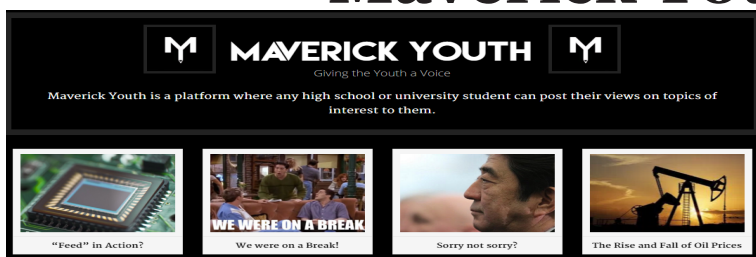 MAVERICK YOUTH
Giving the Youth a Voice
Maverick Youth is a platform where any high school or university student can post their views on topics of
interest to them.
WE WERE ON A BREAK
“Feed” in Action?
We were on a Break!
Sorry not sorry?
The Rise and Fall of Oil Prices